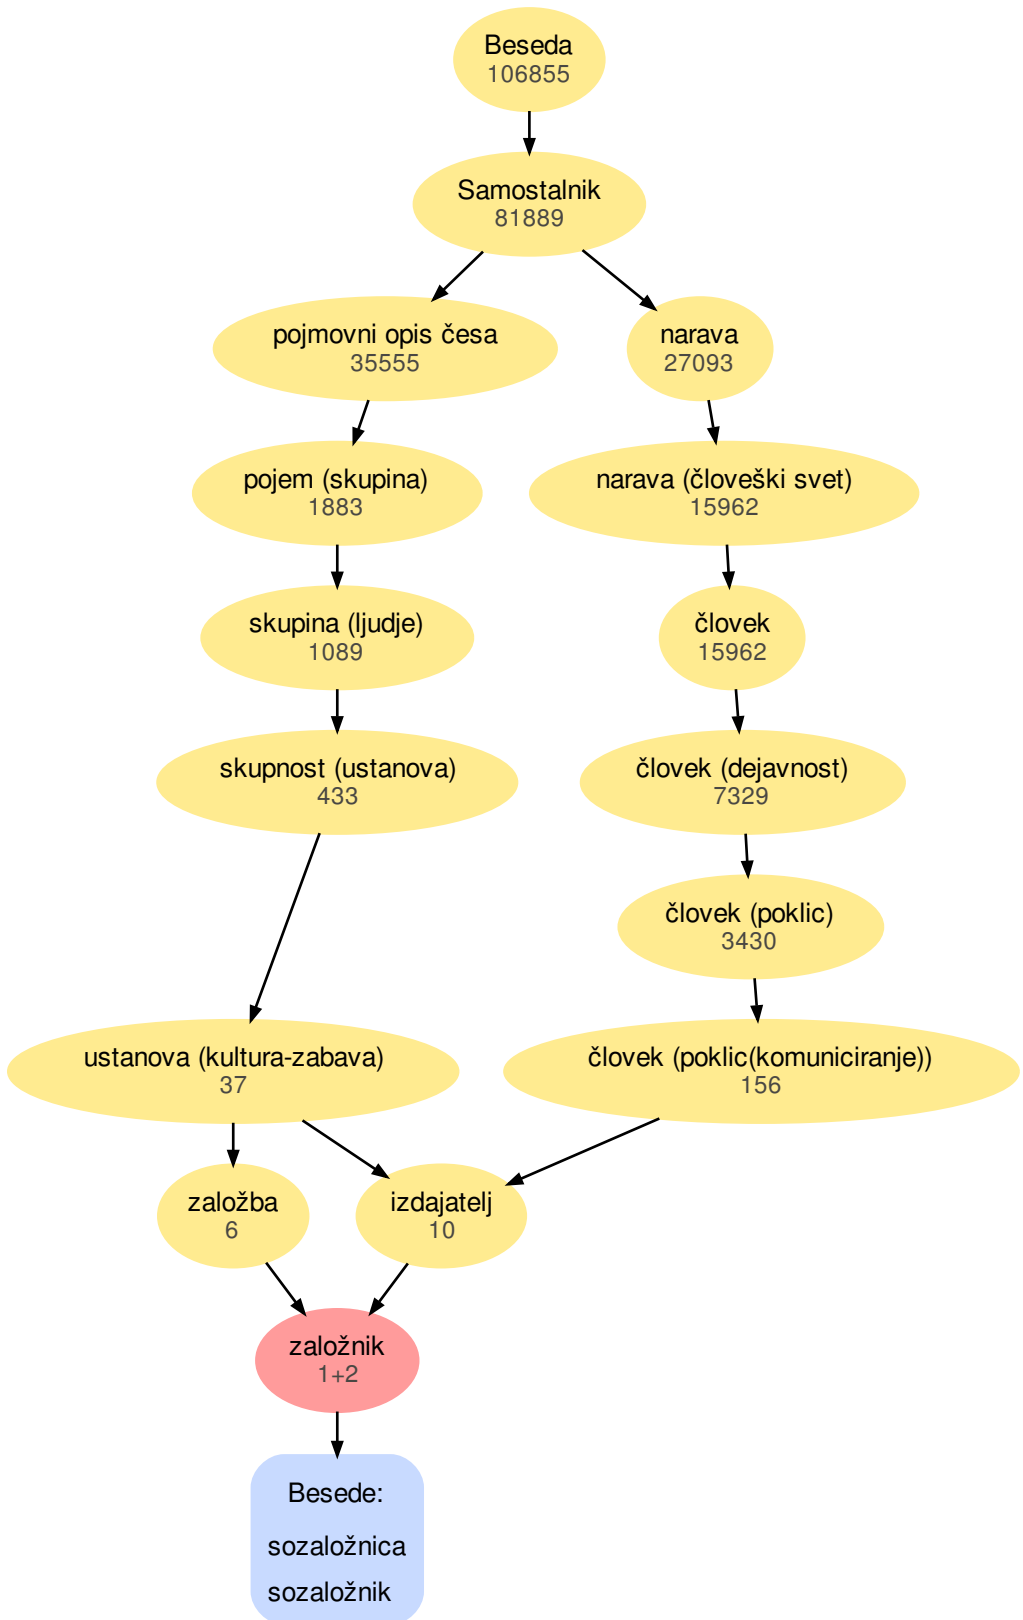 Beseda
106855
Samostalnik
81889
pojmovni opis česa
35555
narava
27093
pojem (skupina)
1883
narava (človeški svet)
15962
skupina (ljudje)
1089
človek
15962
skupnost (ustanova)
433
človek (dejavnost)
7329
človek (poklic)
3430
ustanova (kultura-zabava)
37
človek (poklic(komuniciranje))
156
založba
6
izdajatelj
10
založnik
1+2
Besede:
sozaložnica
sozaložnik